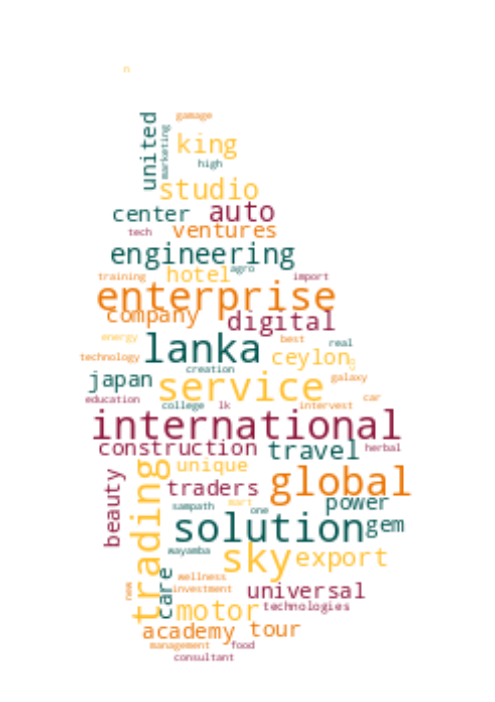 n
gamage
united
marketing
king
high
studio
center
auto
tech
ventures
engineering
hotel
agro
training
import
enterprise
company
digital
energy
lanka
best
real
technology
ceylon
g
creation
japan
service
galaxy
education
college
lk
intervest
car
international
construction
travel
herbal
unique
beauty
trading
traders
global
sampath
mart
one
power
solution
gem
wayamba
sky
export
care
wellness
new
investment
universal
motor
technologies
academy
tour
management
food
consultant